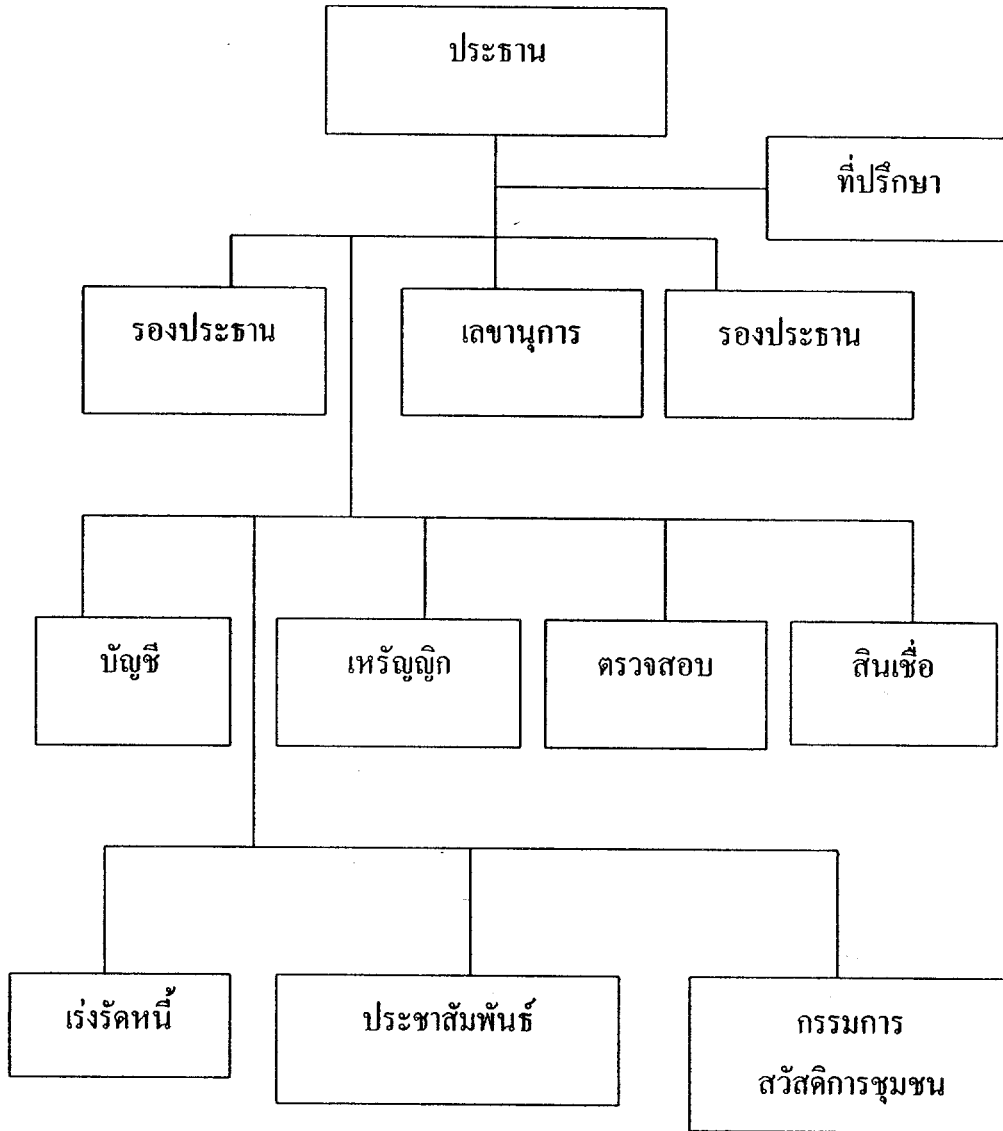 ประธาน
ที่ปรึกษา
รองประธาน
เลขานุการ
รองประธาน
บัญชี
เหรัญญิก
ตรวจสอบ
สินเชื่อ
เร่งรัดหนี้
ประชาสัมพันธ์
กรรมการ
สวัสดิการชุมชน